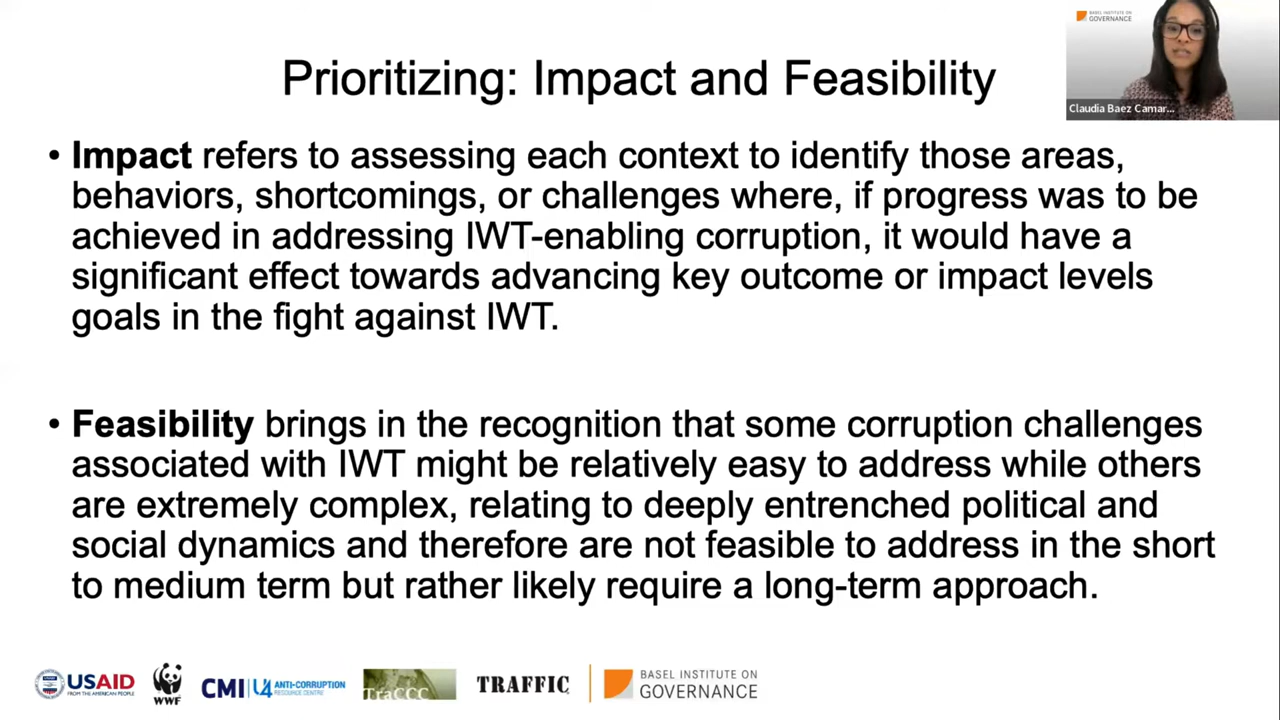 BASEL INSTITUTE ON
GOVERNANCE
Claudia Baez Camar...
Prioritizing: Impact and Feasibility
• Impact refers to assessing each context to identify those areas,
behaviors, shortcomings, or challenges where, if progress was to be
achieved in addressing IWT-enabling corruption, it would have a
significant effect towards advancing key outcome or impact levels
goals in the fight against IWT.
• Feasibility brings in the recognition that some corruption challenges
associated with IWT might be relatively easy to address while others
are extremely complex, relating to deeply entrenched political and
social dynamics and therefore are not feasible to address in the short
to medium term but rather likely require a long-term approach.
USAID
FROM THE AMERICAN PEOPLE
WWF
CMI U4 ANTI-CORRUPTION
RESOURCE CENTRE
TraCCC
TRAFFIC
BASEL INSTITUTE ON
GOVERNANCE